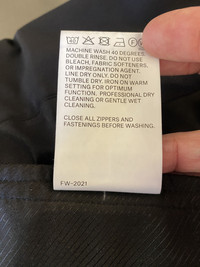 MACHINE WASH 40 DEGREES.
DOUBLE RINSE. DO NOT USE
BLEACH, FABRIC SOFTENERS,
OR IMPREGNATION AGENT.
LINE DRY ONLY. DO NOT
TUMBLE DRY. IRON ON WARM
SETTING FOR OPTIMUM
FUNCTION. PROFESSIONAL DRY
CLEANING OR GENTLE WET
CLEANING.
CLOSE ALL ZIPPERS AND
FASTENINGS BEFORE WASHING.
FW-2021